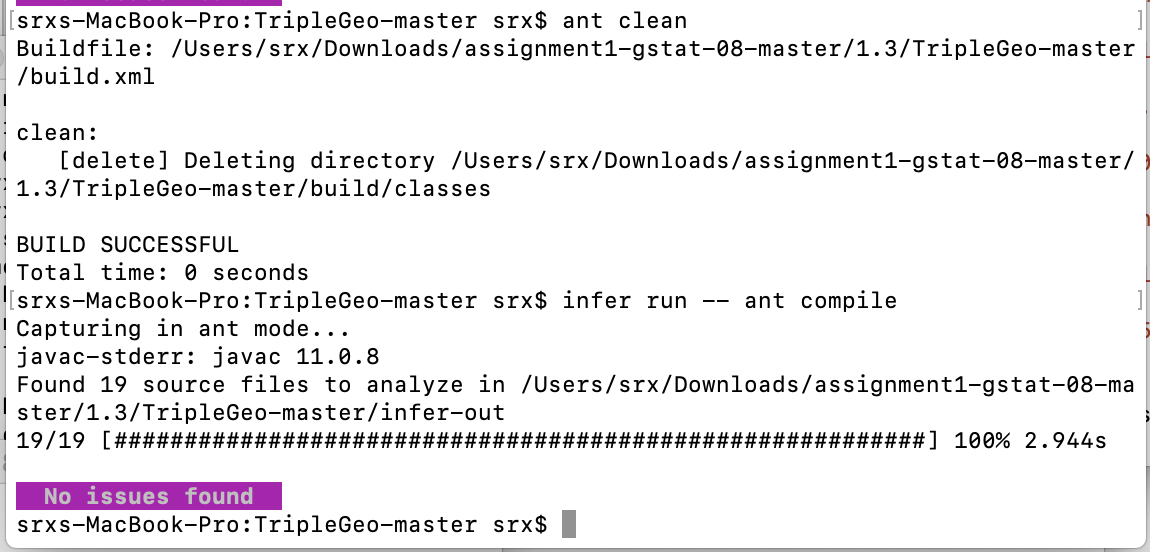 [srxs-MacBook-Pro:TripleGeo-master srx$ ant clean ]
Buildfile: /Users/srx/Downloads/assignment1-gstat-08-master/1.3/TripleGeo-master
/build.xml
clean:
[delete] Deleting directory /Users/srx/Downloads/assignment1-gstat-08-master/
1.3/TripleGeo-master/build/classes
BUILD SUCCESSFUL
Total time: 0 seconds
[srxs-MacBook-Pro:TripleGeo-master srx$ infer run -- ant compile ]
Capturing in ant mode...
javac-stderr: javac 11.0.8
Found 19 source files to analyze in /Users/srx/Downloads/assignment1-gstat-08-ma
ster/1.3/TripleGeo-master/infer-out
19/19 [##########################################################] 100% 2.944s
No issues found
srxs-MacBook-Pro:TripleGeo-master srx$